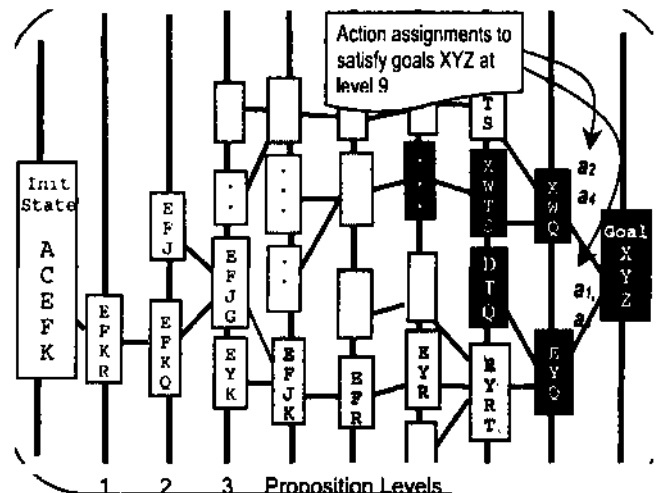 Action assignments to
satisfy goals XYZ at
level 9
Init
State
A
C
E
F
K
E
F
K
R
E
F
J
E
F
K
Q
E
F
J
G
E
Y
K
E
F
J
K
E
F
R
E
Y
R
T
S
X
W
T
S
D
T
Q
E
Y
R
T
X
W
Q
E
Y
Q
a2
a4
a1,
a
Goal
X
Y
Z
1 2 3 Proposition Levels